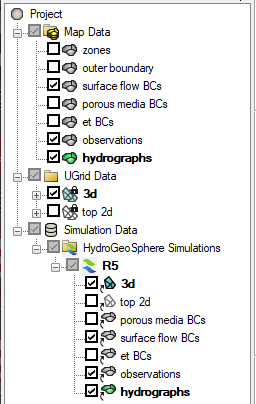 Project
Map Data
zones
outer boundary
surface flow BCs
porous media BCs
et BCs
observations
hydrographs
UGrid Data
3d
top 2d
Simulation Data
HydroGeoSphere Simulations
R5
3d
top 2d
porous media BCs
surface flow BCs
et BCs
observations
hydrographs